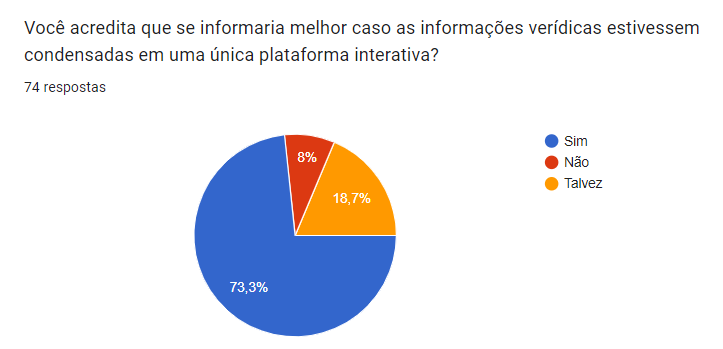 Você acredita que se informaria melhor caso as informações verídicas estivessem
condensadas em uma única plataforma interativa?
74 respostas
Sim
Não
Talvez
8%
18,7%
73,3%